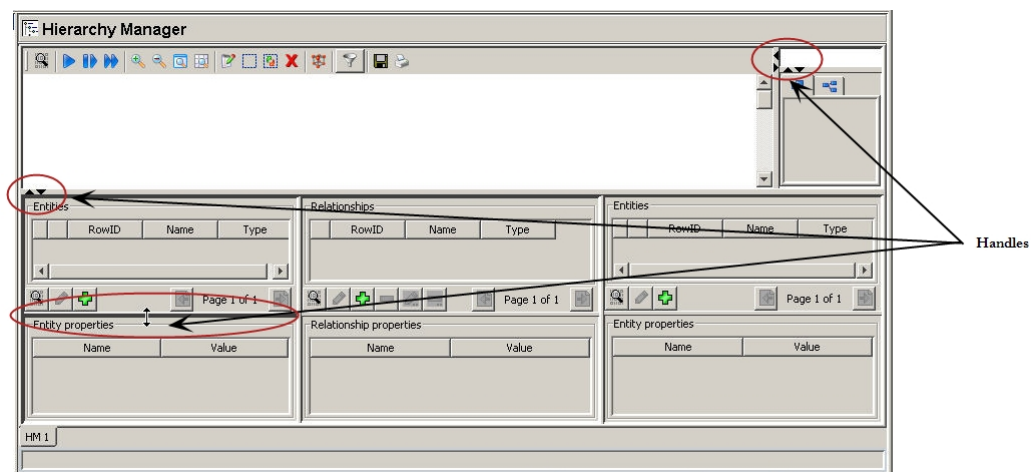 Hierarchy Manager
Handles
Entities
Relationships
Entities
RowID Name Type
RowID Name Type
RowID Name Type
Page 1 of 1
Page 1 of 1
Page 1 of 1
Entity properties
Relationship properties
Entity properties
Name Value
Name Value
Name Value
HM 1